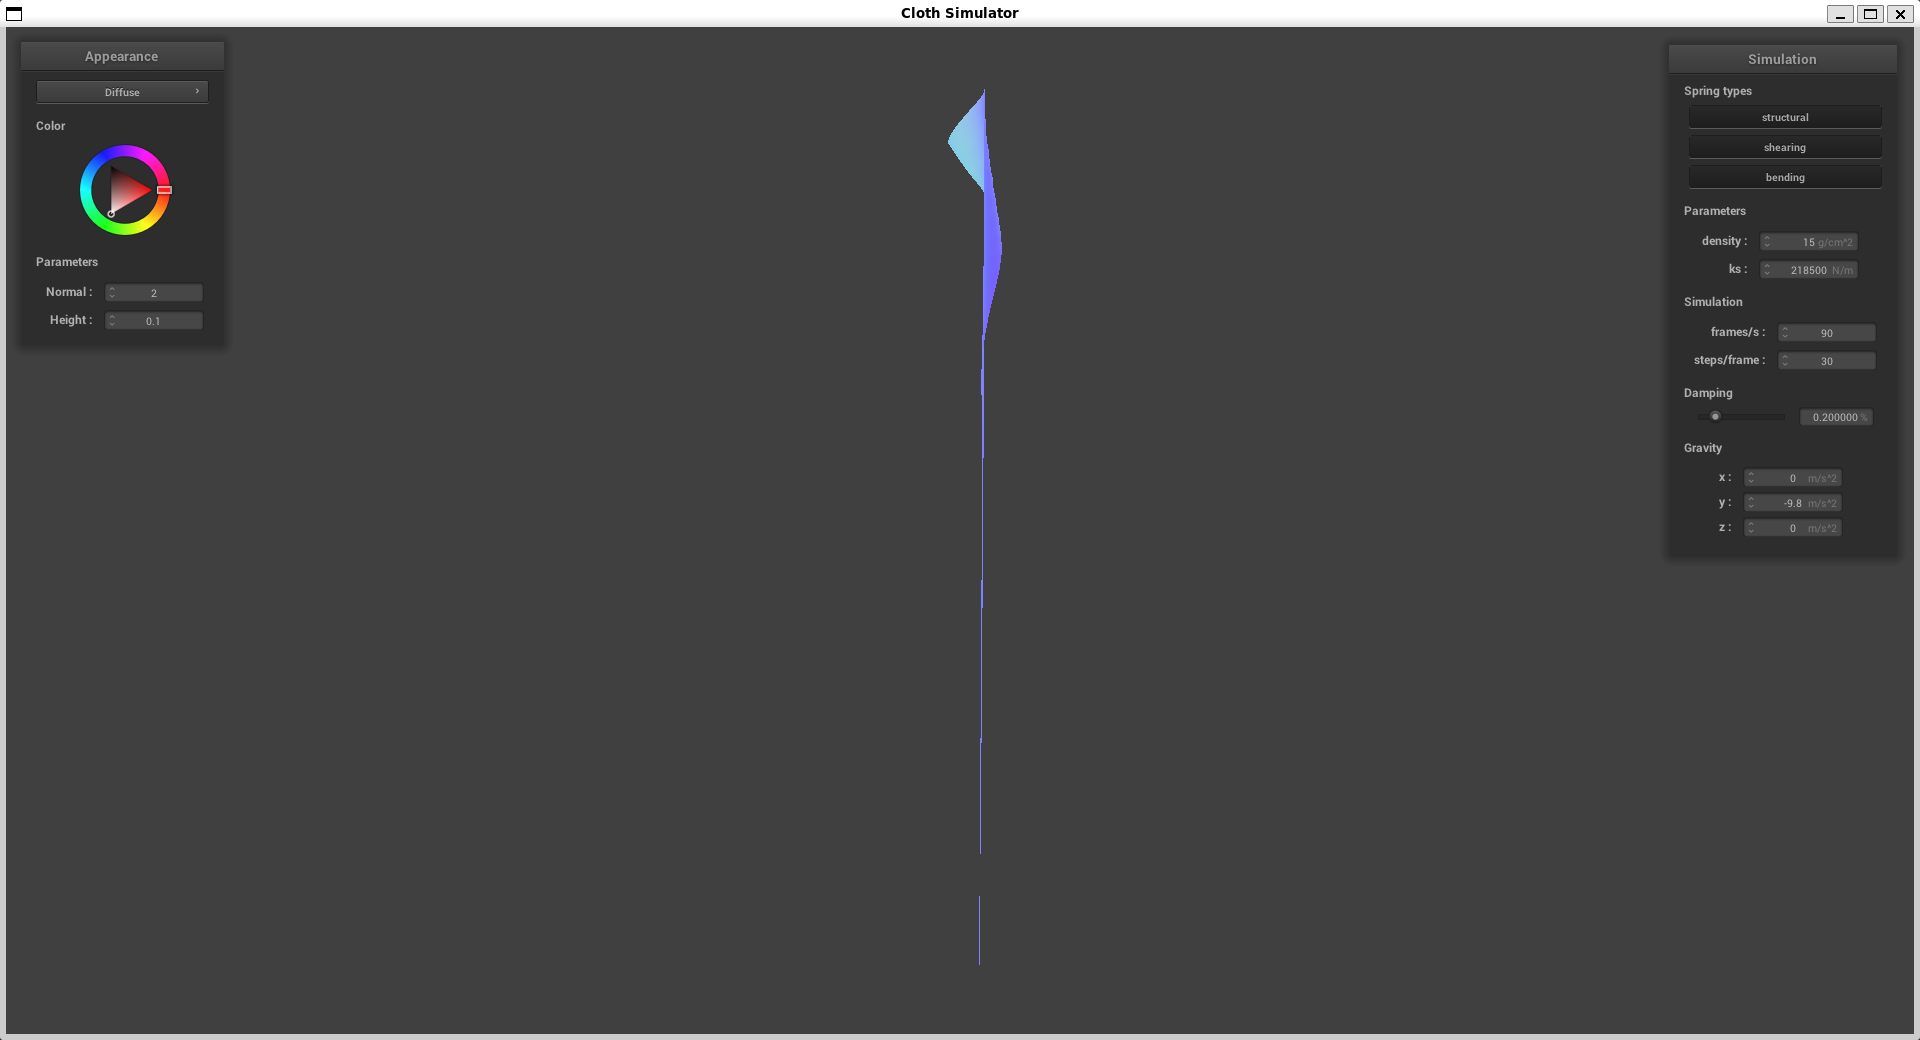 Cloth Simulator
Appearance
Diffuse
Color
Parameters
Normal : 2
Height : 0.1
Simulation
Spring types
structural
shearing
bending
Parameters
density : 15 g/cm^2
ks : 218500 N/m
Simulation
frames/s : 90
steps/frame : 30
Damping
0.200000 %
Gravity
x : 0 m/s^2
y : -9.8 m/s^2
z : 0 m/s^2